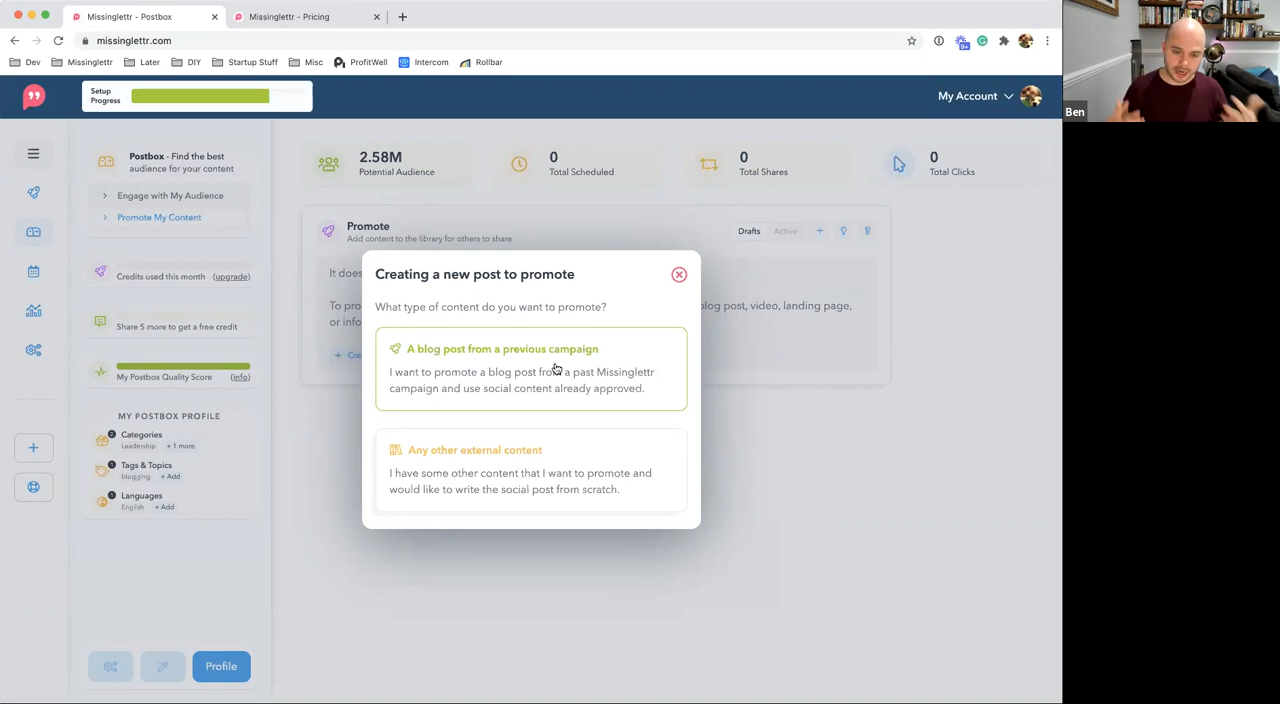 Missinglettr - Postbox
Missinglettr - Pricing
missinglettr.com
9+
Dev
Missinglettr
Later
DIY
Startup Stuff
Misc
ProfitWell
Intercom
Rollbar
Setup
Progress
My Account
Ben
Postbox - Find the best
audience for your content
Engage with My Audience
Promote My Content
Credits used this month (upgrade)
Share 5 more to get a free credit
My Postbox Quality Score (info)
MY POSTBOX PROFILE
2 Categories
Leadership + 1 more
1 Tags & Topics
blogging + Add
1 Languages
English + Add
Profile
2.58M
Potential Audience
0
Total Scheduled
0
Total Shares
0
Total Clicks
Promote
Add content to the library for others to share
Drafts
Active
It does
To pro
blog post, video, landing page,
or info
+ Crea
Creating a new post to promote
What type of content do you want to promote?
A blog post from a previous campaign
I want to promote a blog post from a past Missinglettr
campaign and use social content already approved.
Any other external content
I have some other content that I want to promote and
would like to write the social post from scratch.